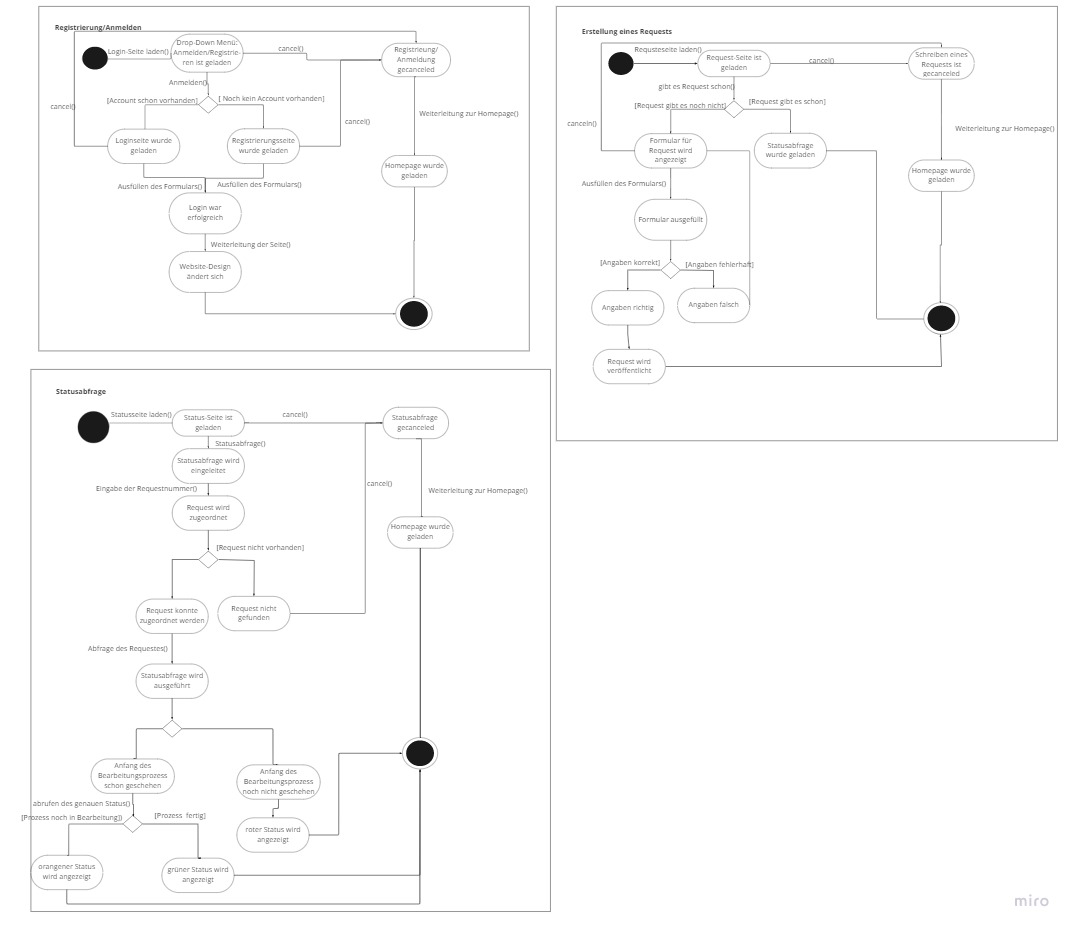 Registrierung/Anmelden
Login-Seite laden()
Drop-Down Menü:
Anmelden/Registrie-
ren ist geladen
cancel()
Registrierung/
Anmeldung
gecanceled
Anmelden()
[Account schon vorhanden]
[ Noch kein Account vorhanden]
cancel()
cancel()
Weiterleitung zur Homepage()
Loginseite wurde
geladen
Registrierungsseite
wurde geladen
Homepage wurde
geladen
Ausfüllen des Formulars()
Ausfüllen des Formulars()
Login war
erfolgreich
Weiterleitung der Seite()
Website-Design
ändert sich
Erstellung eines Requests
Requsteseite laden()
Request-Seite ist
geladen
cancel()
Schreiben eines
Requests ist
gecanceled
gibt es Request schon()
[Request gibt es noch nicht]
[Request gibt es schon]
canceln()
Weiterleitung zur Homepage()
Formular für
Request wird
angezeigt
Statusabfrage
wurde geladen
Homepage wurde
geladen
Ausfüllen des Formulars()
Formular ausgefüllt
[Angaben korrekt]
[Angaben fehlerhaft]
Angaben richtig
Angaben falsch
Request wird
veröffentlicht
Statusabfrage
Statusseite laden()
Status-Seite ist
geladen
cancel()
Statusabfrage
gecanceled
Statusabfrage()
Statusabfrage wird
eingeleitet
Eingabe der Requestnummer()
cancel()
Weiterleitung zur Homepage()
Request wird
zugeordnet
Homepage wurde
geladen
[Request nicht vorhanden]
Request konnte
zugeordnet werden
Request nicht
gefunden
Abfrage des Requestes()
Statusabfrage wird
ausgeführt
Anfang des
Bearbeitungsprozess
schon geschehen
Anfang des
Bearbeitungsprozess
noch nicht geschehen
abrufen des genauen Status()
[Prozess noch in Bearbeitung])
[Prozess fertig]
roter Status wird
angezeigt
orangener Status
wird angezeigt
grüner Status wird
angezeigt
miro